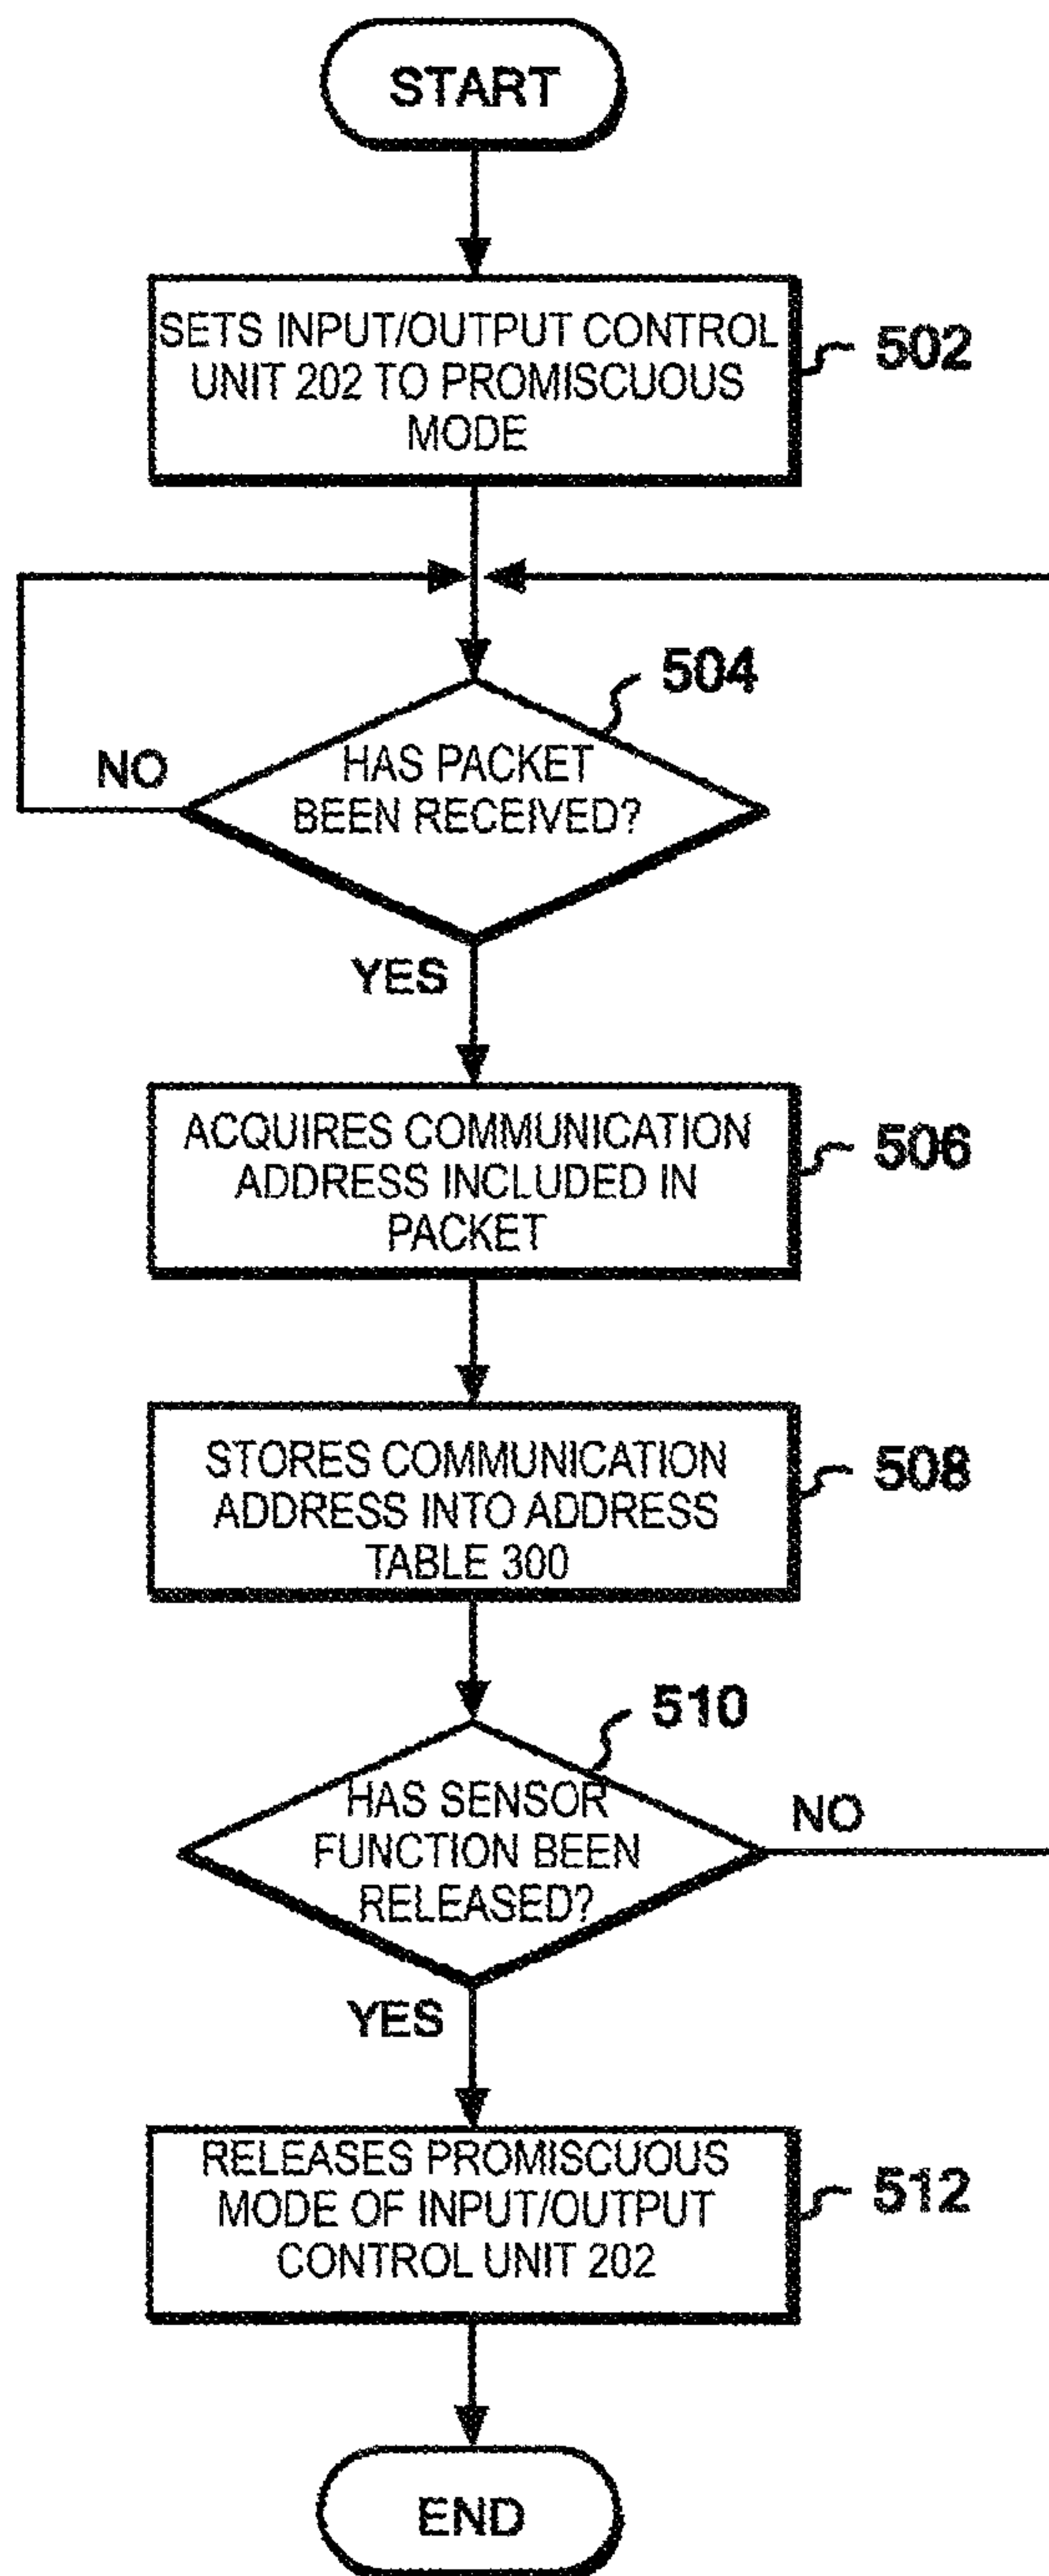 START
SETS INPUT/OUTPUT CONTROL
UNIT 202 TO PROMISCUOUS
MODE
502
504
HAS PACKET
BEEN RECEIVED?
NO
YES
ACQUIRES COMMUNICATION
ADDRESS INCLUDED IN
PACKET
506
STORES COMMUNICATION
ADDRESS INTO ADDRESS
TABLE 300
508
510
HAS SENSOR
FUNCTION BEEN
RELEASED?
NO
YES
RELEASES PROMISCUOUS
MODE OF INPUT/OUTPUT
CONTROL UNIT 202
512
END